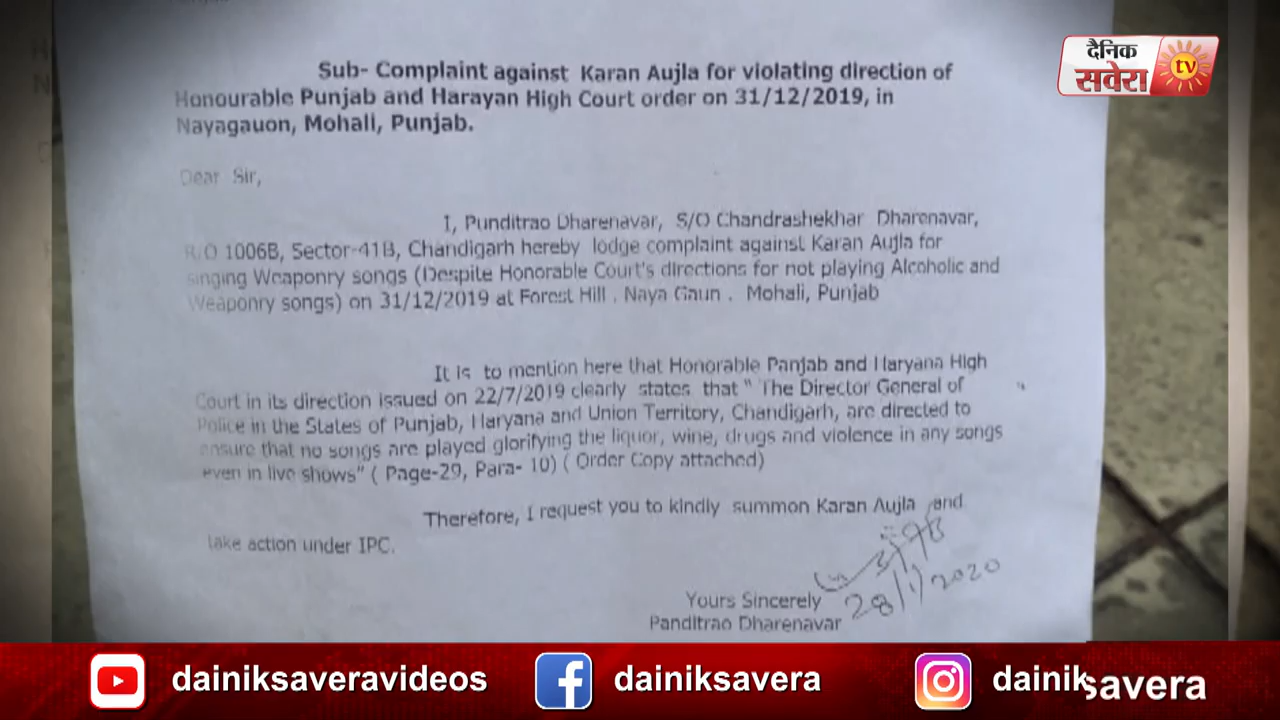 दैनिक
सवेरा
tv
Sub- Complaint against Karan Aujla for violating direction of
Honourable Punjab and Harayan High Court order on 31/12/2019, in
Nayagauon, Mohali, Punjab.
Dear Sir,
I, Punditrao Dharenavar, S/O Chandrashekhar Dharenavar,
R/O 1006B, Sector-41B, Chandigarh hereby lodge complaint against Karan Aujla for
singing Weaponry songs (Despite Honorable Court's directions for not playing Alcoholic and
Weaponry songs) on 31/12/2019 at Forest Hill , Naya Gaun , Mohali, Punjab
It is to mention here that Honorable Panjab and Haryana High
Court in its direction issued on 22/7/2019 clearly states that " The Director General of
Police in the States of Punjab, Haryana and Union Territory, Chandigarh, are directed to
ensure that no songs are played glorifying the liquor, wine, drugs and violence in any songs
even in live shows" ( Page-29, Para- 10) ( Order Copy attached)
Therefore, I request you to kindly summon Karan Aujla and
take action under IPC.
28/1/2020
Yours Sincerely
Panditrao Dharenavar
dainiksaveravideos
dainiksavera
dainiksavera